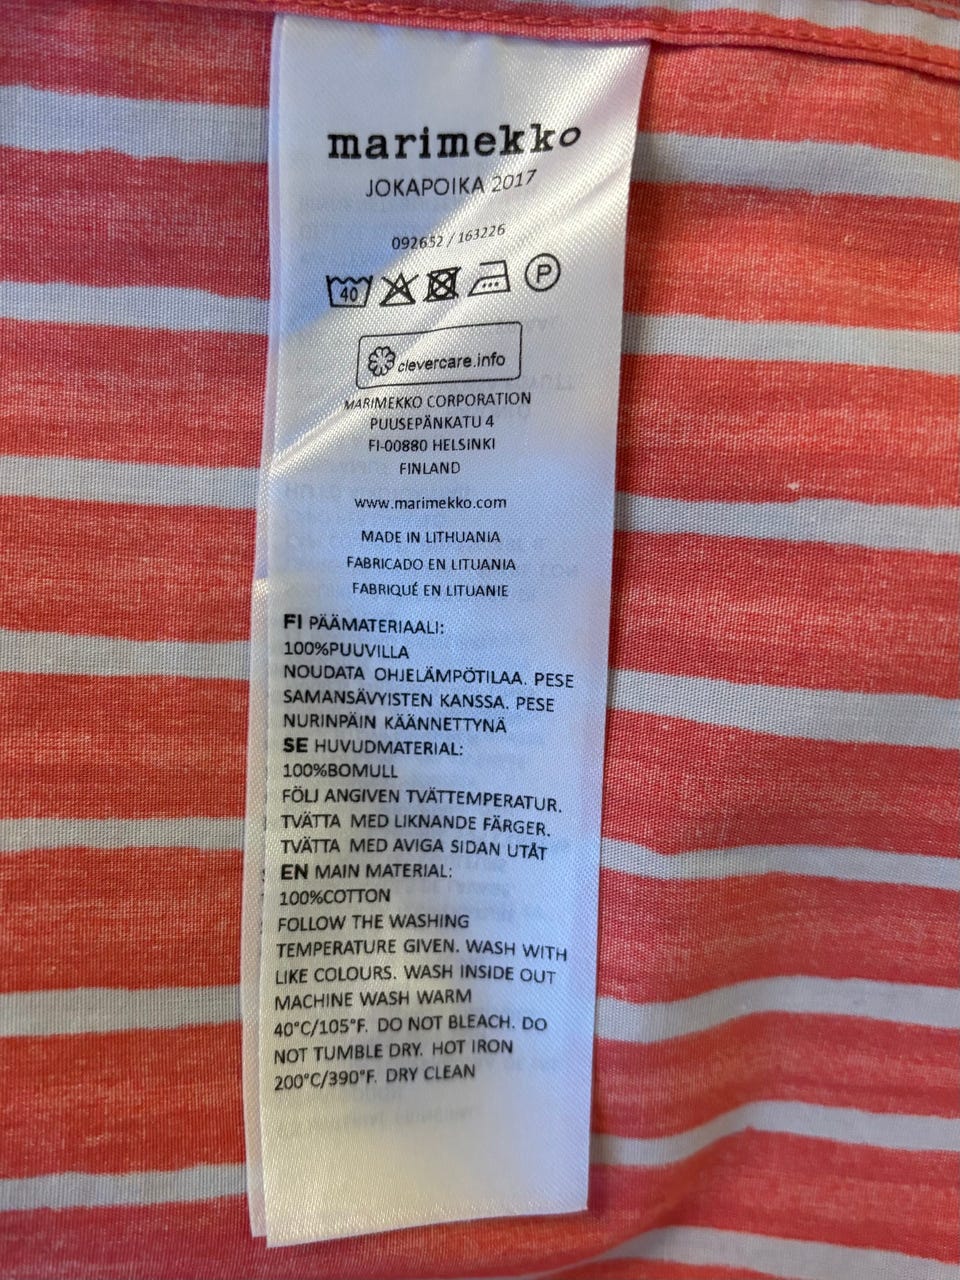 marimekko
JOKAPOIKA 2017
092652 / 163226
40 P
clevercare.info
MARIMEKKO CORPORATION
PUUSEPÄNKATU 4
FI-00880 HELSINKI
FINLAND
www.marimekko.com
MADE IN LITHUANIA
FABRICADO EN LITUANIA
FABRIQUÉ EN LITUANIE
FI PÄÄMATERIAALI:
100%PUUVILLA
NOUDATA OHJELÄMPÖTILAA. PESE
SAMANSÄVYISTEN KANSSA. PESE
NURINPÄIN KÄÄNNETTYNÄ
SE HUVUDMATERIAL:
100%BOMULL
FÖLJ ANGIVEN TVÄTTEMPERATUR.
TVÄTTA MED LIKNANDE FÄRGER.
TVÄTTA MED AVIGA SIDAN UTÅT
EN MAIN MATERIAL:
100%COTTON
FOLLOW THE WASHING
TEMPERATURE GIVEN. WASH WITH
LIKE COLOURS. WASH INSIDE OUT
MACHINE WASH WARM
40°C/105°F. DO NOT BLEACH. DO
NOT TUMBLE DRY. HOT IRON
200°C/390°F. DRY CLEAN